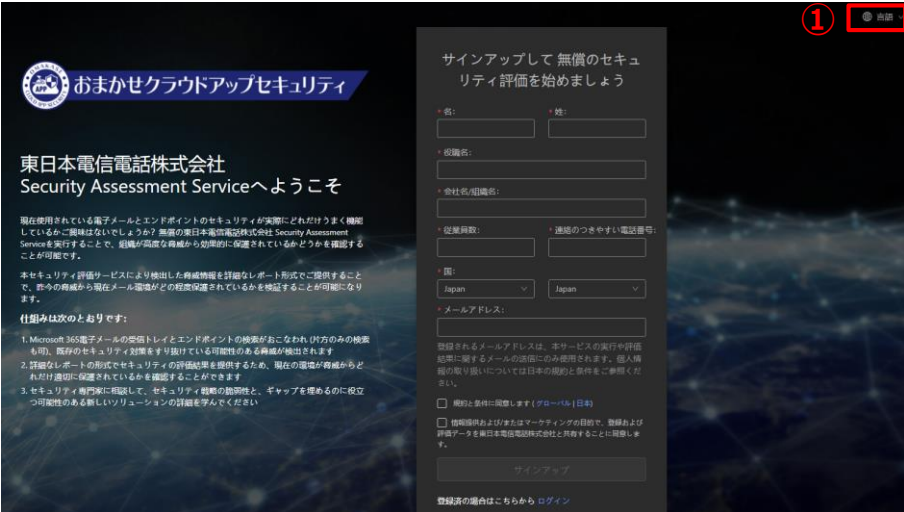 ①
言語
おまかせクラウドアップセキュリティ
東日本電信電話株式会社
Security Assessment Serviceへようこそ
現在使用されている電子メールとエンドポイントのセキュリティが実際にどれだけうまく機能
しているかご興味はないでしょうか? 無償の東日本電信電話株式会社 Security Assessment
Serviceを実行することで、組織が高度な脅威から効果的に保護されているかどうかを確認する
ことが可能です。
本セキュリティ評価サービスにより検出した脅威情報を詳細なレポート形式でご提供すること
で、昨今の脅威から現在メール環境がどの程度保護されているかを検証することが可能になり
ます。
仕組みは次のとおりです:
1. Microsoft 365電子メールの受信トレイとエンドポイントの検索がおこなわれ (片方のみの検索
も可)、既存のセキュリティ対策をすり抜けている可能性のある脅威が検出されます
2. 詳細なレポートの形式でセキュリティの評価結果を提供するため、現在の環境が脅威からど
れだけ適切に保護されているかを確認することができます
3. セキュリティ専門家に相談して、セキュリティ戦略の脆弱性と、ギャップを埋めるのに役立
つ可能性のある新しいソリューションの詳細を学んでください
サインアップして 無償のセキュ
リティ評価を始めましょう
* 名: * 姓:
* 役職名:
* 会社名/組織名:
* 従業員数: * 連絡のつきやすい電話番号:
* 国:
Japan Japan
* メールアドレス:
登録されるメールアドレスは、本サービスの実行や評価
結果に関するメールの送信にのみ使用されます。個人情
報の取り扱いについては日本の規約と条件をご参照くだ
さい。
規約と条件に同意します ( グローバル | 日本)
情報提供および/またはマーケティングの目的で、登録および
評価データを東日本電信電話株式会社と共有することに同意しま
す。
サインアップ
登録済の場合はこちらから ログイン